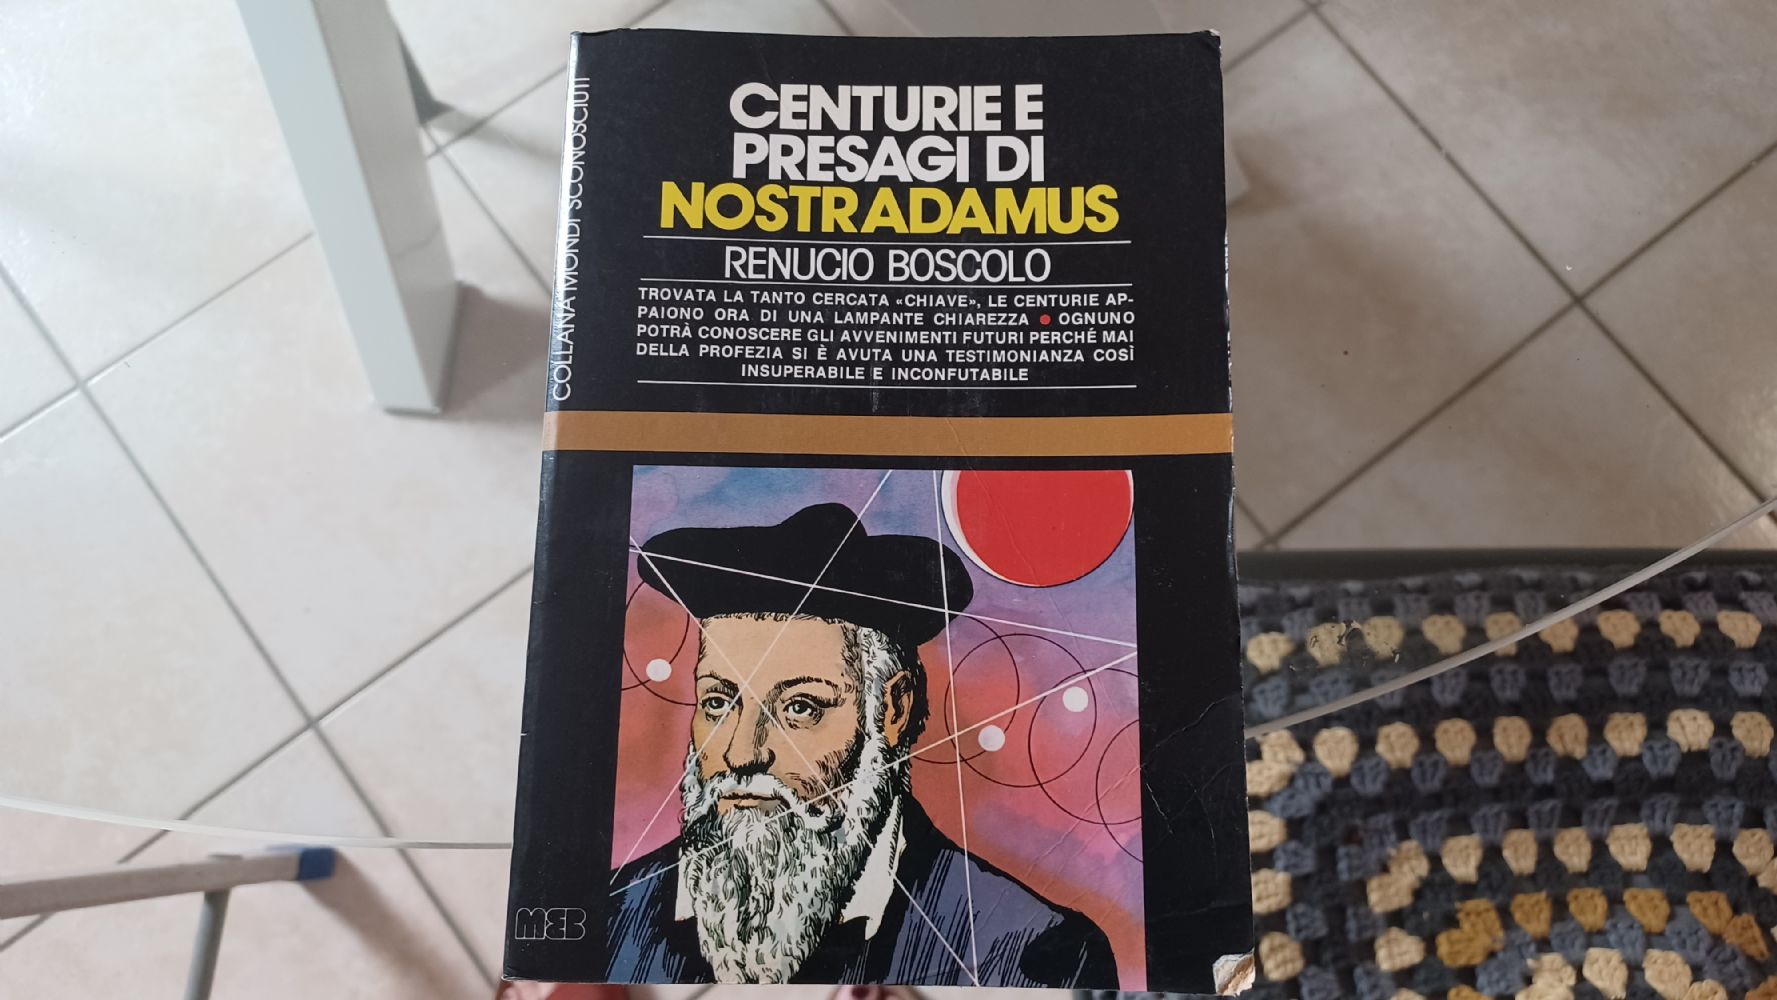 COLLANA MONDI SCONOSCIUTI
CENTURIE E
PRESAGI DI
NOSTRADAMUS
RENUCIO BOSCOLO
TROVATA LA TANTO CERCATA «CHIAVE», LE CENTURIE AP-
PAIONO ORA DI UNA LAMPANTE CHIAREZZA ● OGNUNO
POTRÀ CONOSCERE GLI AVVENIMENTI FUTURI PERCHÉ MAI
DELLA PROFEZIA SI È AVUTA UNA TESTIMONIANZA COSÌ
INSUPERABILE E INCONFUTABILE
MEB